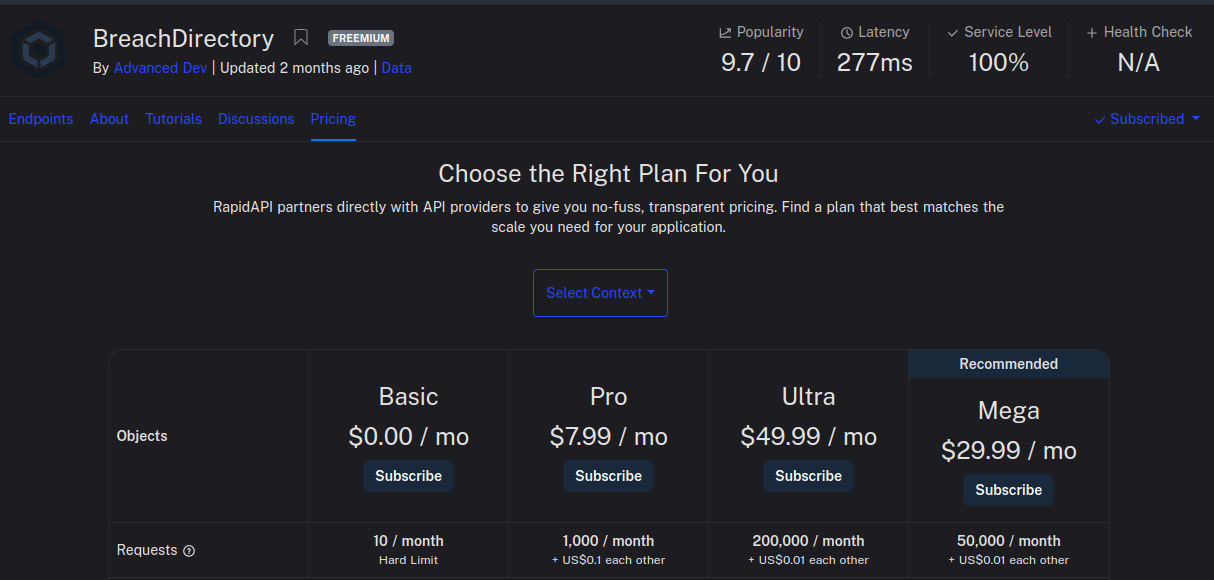 BreachDirectory FREEMIUM
By Advanced Dev | Updated 2 months ago | Data
Popularity
9.7 / 10
Latency
277ms
Service Level
100%
Health Check
N/A
Endpoints About Tutorials Discussions Pricing Subscribed
Choose the Right Plan For You
RapidAPI partners directly with API providers to give you no-fuss, transparent pricing. Find a plan that best matches the
scale you need for your application.
Select Context
Objects
Basic
$0.00 / mo
Subscribe
Pro
$7.99 / mo
Subscribe
Ultra
$49.99 / mo
Subscribe
Recommended
Mega
$29.99 / mo
Subscribe
Requests
10 / month
Hard Limit
1,000 / month
+ US$0.1 each other
200,000 / month
+ US$0.01 each other
50,000 / month
+ US$0.01 each other